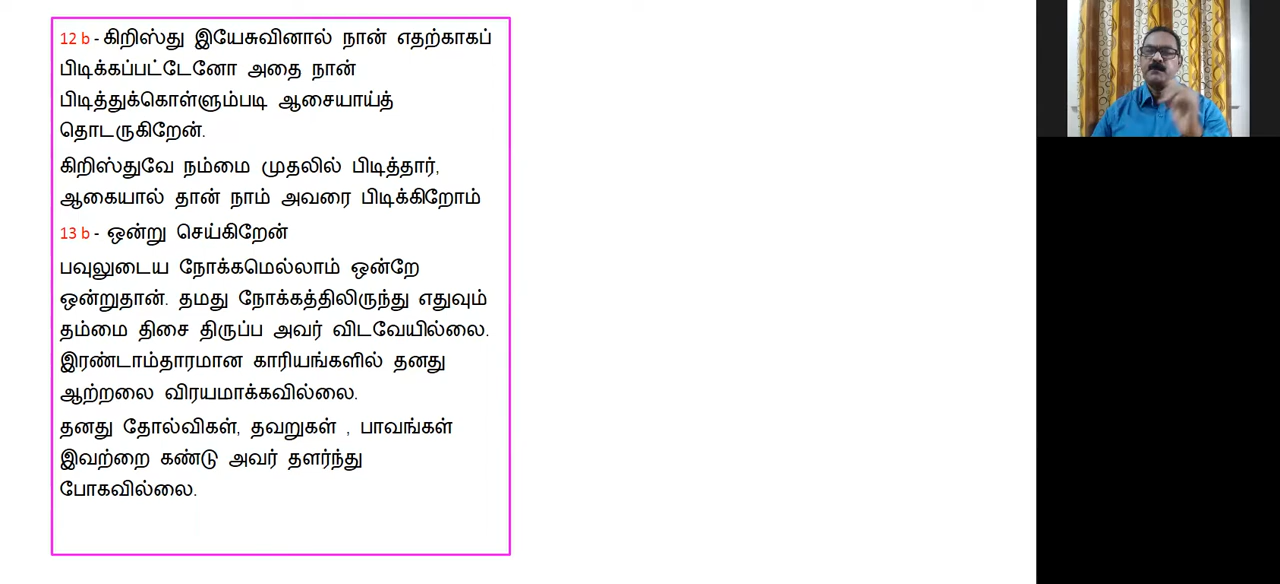 12 b - கிறிஸ்து இயேசுவினால் நான் எதற்காகப்
பிடிக்கப்பட்டேனோ அதை நான்
பிடித்துக்கொள்ளும்படி ஆசையாய்த்
தொடருகிறேன்.
கிறிஸ்துவே நம்மை முதலில் பிடித்தார்,
ஆகையால் தான் நாம் அவரை பிடிக்கிறோம்
13 b - ஒன்று செய்கிறேன்
பவுலுடைய நோக்கமெல்லாம் ஒன்றே
ஒன்றுதான். தமது நோக்கத்திலிருந்து எதுவும்
தம்மை திசை திருப்ப அவர் விடவேயில்லை.
இரண்டாம்தாரமான காரியங்களில் தனது
ஆற்றலை விரயமாக்கவில்லை.
தனது தோல்விகள், தவறுகள் , பாவங்கள்
இவற்றை கண்டு அவர் தளர்ந்து
போகவில்லை.